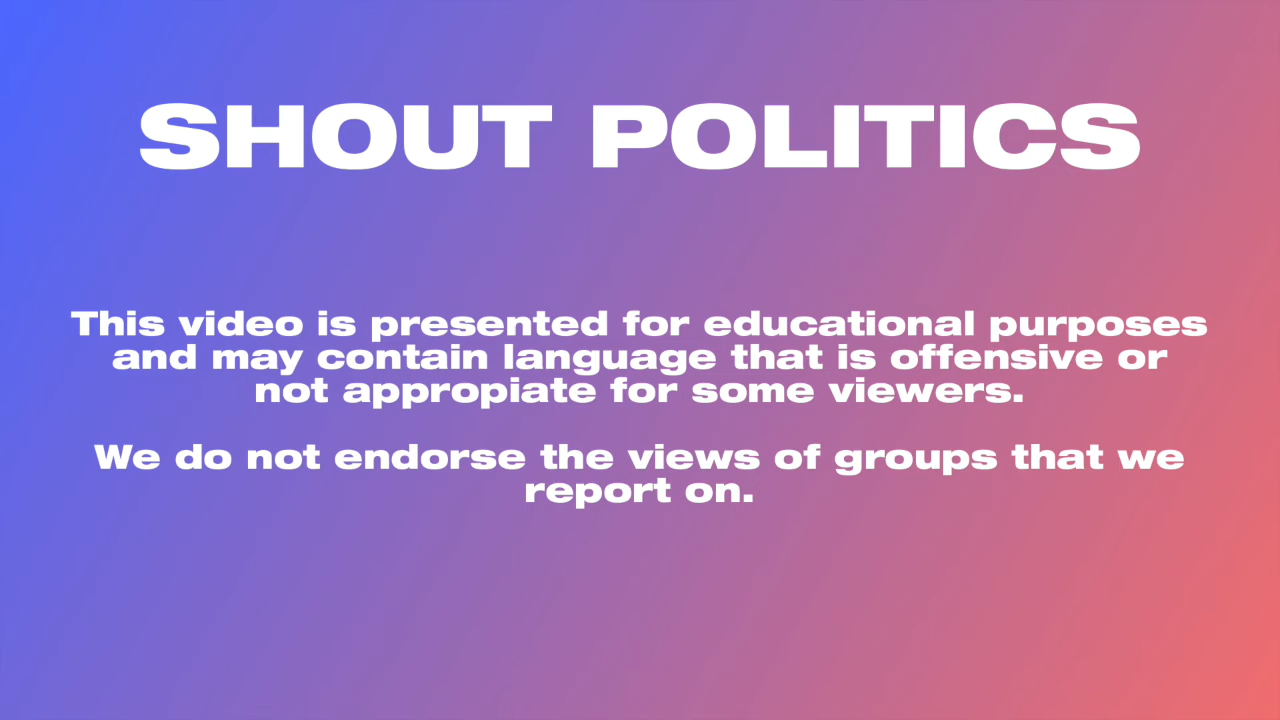 SHOUT POLITICS
This video is presented for educational purposes
and may contain language that is offensive or
not appropiate for some viewers.
We do not endorse the views of groups that we
report on.